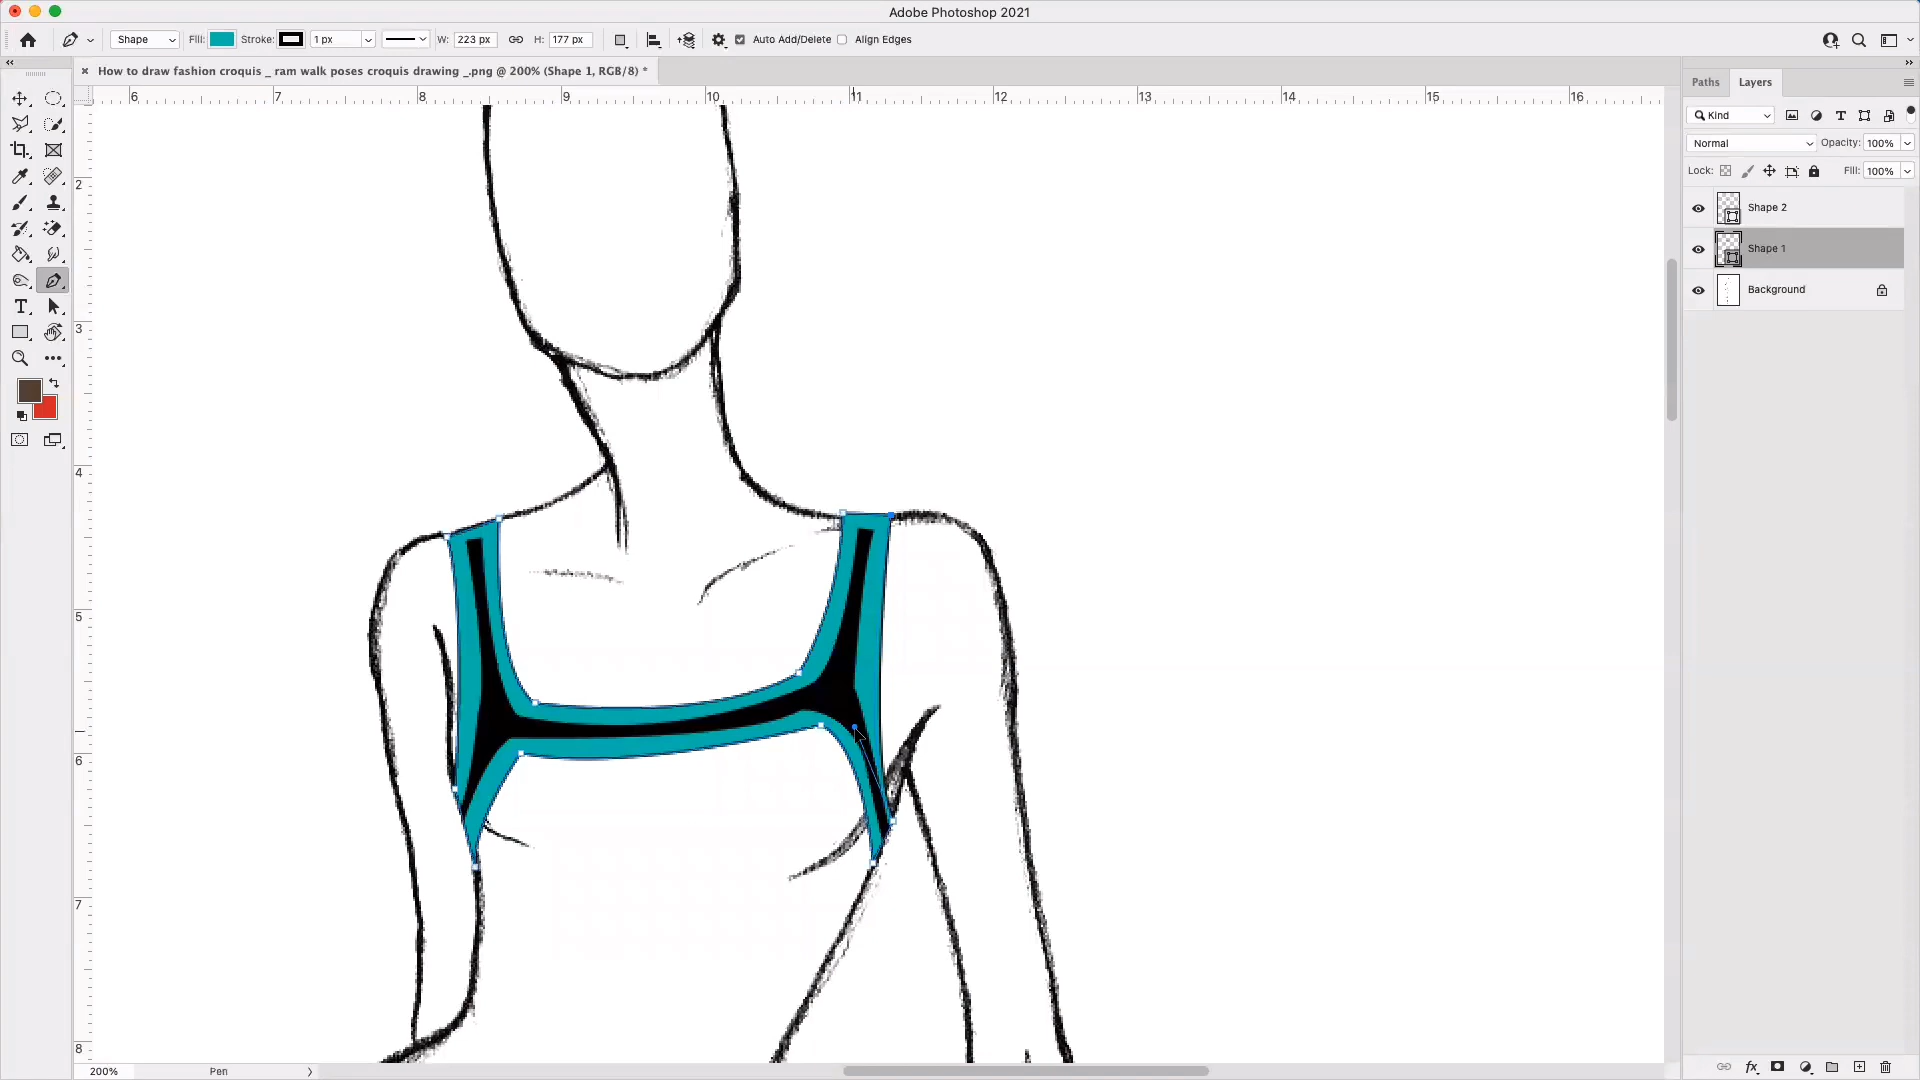 Adobe Photoshop 2021
Shape Fill: Stroke: 1 px W: 223 px H: 177 px Auto Add/Delete Align Edges
How to draw fashion croquis _ ram walk poses croquis drawing _.png @ 200% (Shape 1, RGB/8) *
Paths Layers
6 7 8 9 10 11 12 13 14 15 16
Kind
Normal Opacity: 100%
Lock: Fill: 100%
2
Shape 2
Shape 1
Background
3
4
5
6
7
8
200% Pen